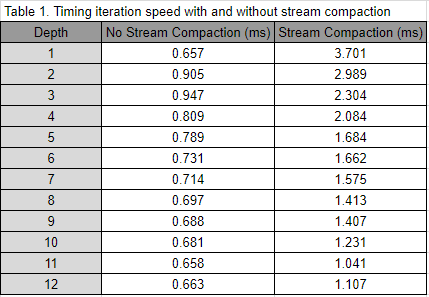 Table 1. Timing iteration speed with and without stream compaction
Depth No Stream Compaction (ms) Stream Compaction (ms)
1 0.657 3.701
2 0.905 2.989
3 0.947 2.304
4 0.809 2.084
5 0.789 1.684
6 0.731 1.662
7 0.714 1.575
8 0.697 1.413
9 0.688 1.407
10 0.681 1.231
11 0.658 1.041
12 0.663 1.107